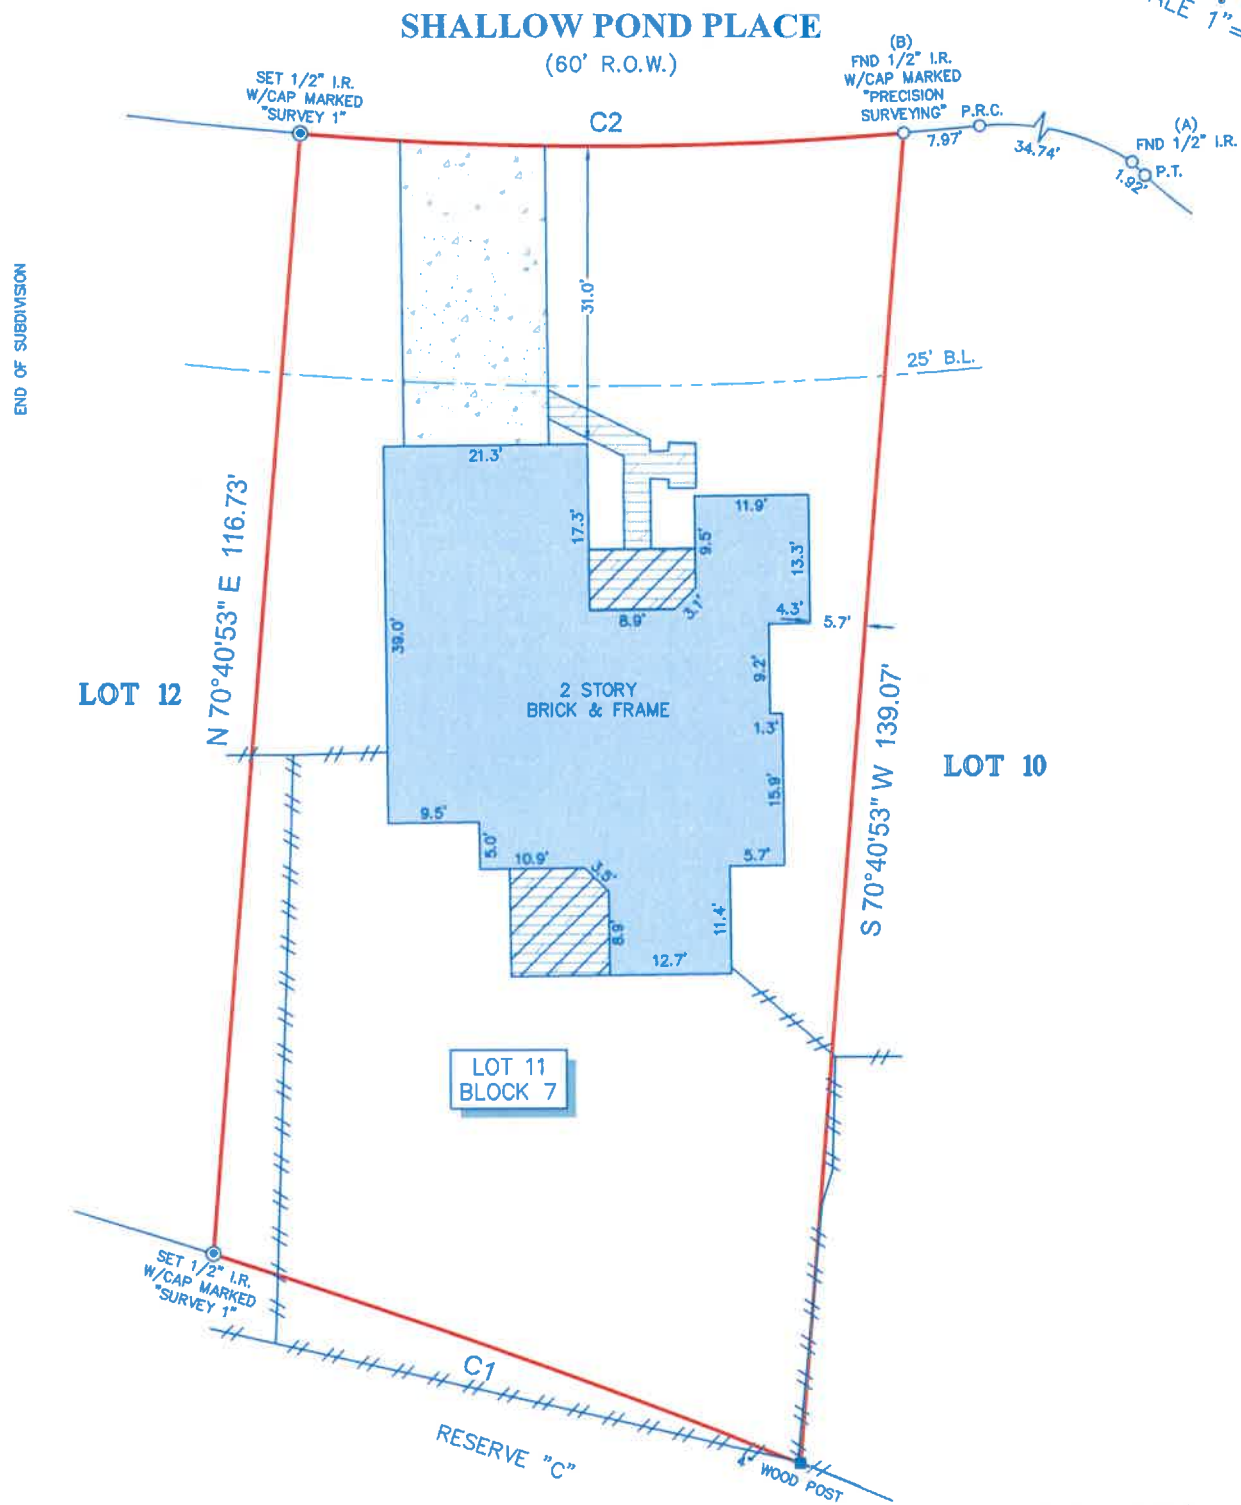 SHALLOW POND PLACE
(60' R.O.W.)
SET 1/2" I.R.
W/CAP MARKED
"SURVEY 1"
C2
(B)
FND 1/2" I.R.
W/CAP MARKED
"PRECISION
SURVEYING"
P.R.C.
7.97'
34.74'
(A)
FND 1/2" I.R.
P.T.
1.92'
1"=
END OF SUBDIVISION
31.0'
25' B.L.
21.3'
17.3'
11.9'
9.5'
13.3'
8.9'
3.1'
4.3'
5.7'
N 70°40'53" E 116.73'
39.0'
9.2'
2 STORY
BRICK & FRAME
LOT 12
1.3'
S 70°40'53" W 139.07'
LOT 10
15.9'
9.5'
5.0'
10.9'
3.5'
5.7'
8.9'
11.4'
12.7'
LOT 11
BLOCK 7
SET 1/2" I.R.
W/CAP MARKED
"SURVEY 1"
C1
RESERVE "C"
4" WOOD POST